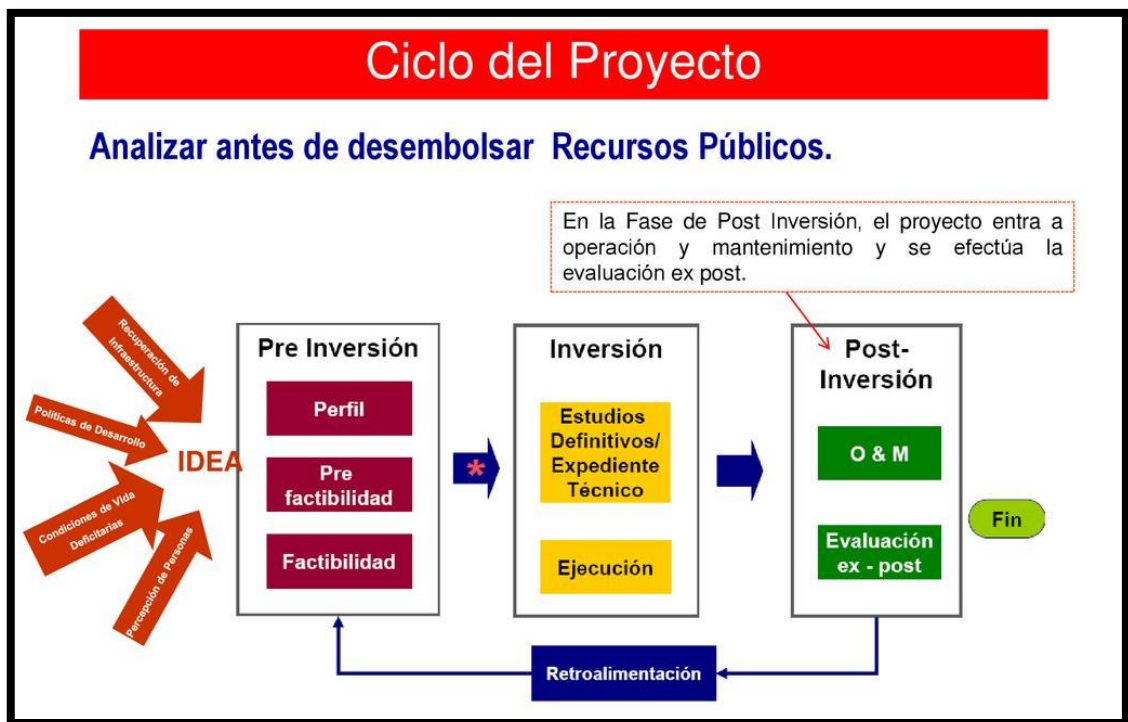 Ciclo del Proyecto
Analizar antes de desembolsar Recursos Públicos.
En la Fase de Post Inversión, el proyecto entra a
operación y mantenimiento y se efectúa la
evaluación ex post.
Recuperación de
Infraestructura
Políticas de Desarrollo
IDEA
Condiciones de Vida
Deficitarias
Percepción de Personas
Pre Inversión
Perfil
Pre
factibilidad
Factibilidad
*
Inversión
Estudios
Definitivos/
Expediente
Técnico
Ejecución
Post-
Inversión
O & M
Evaluación
ex - post
Fin
Retroalimentación